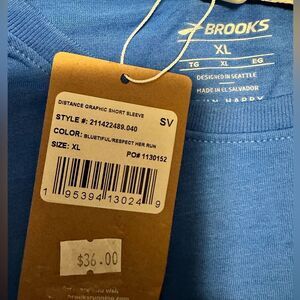 BROOKS
XL
TG XL EG
DESIGNED IN SEATTLE
MADE IN EL SALVADOR
HAPPY
DISTANCE GRAPHIC SHORT SLEEVE
SV
STYLE #: 211422489.040
COLOR: BLUETIFUL/RESPECT HER RUN
SIZE: XL
PO# 1130152
1 95394 13024 9
$36.00